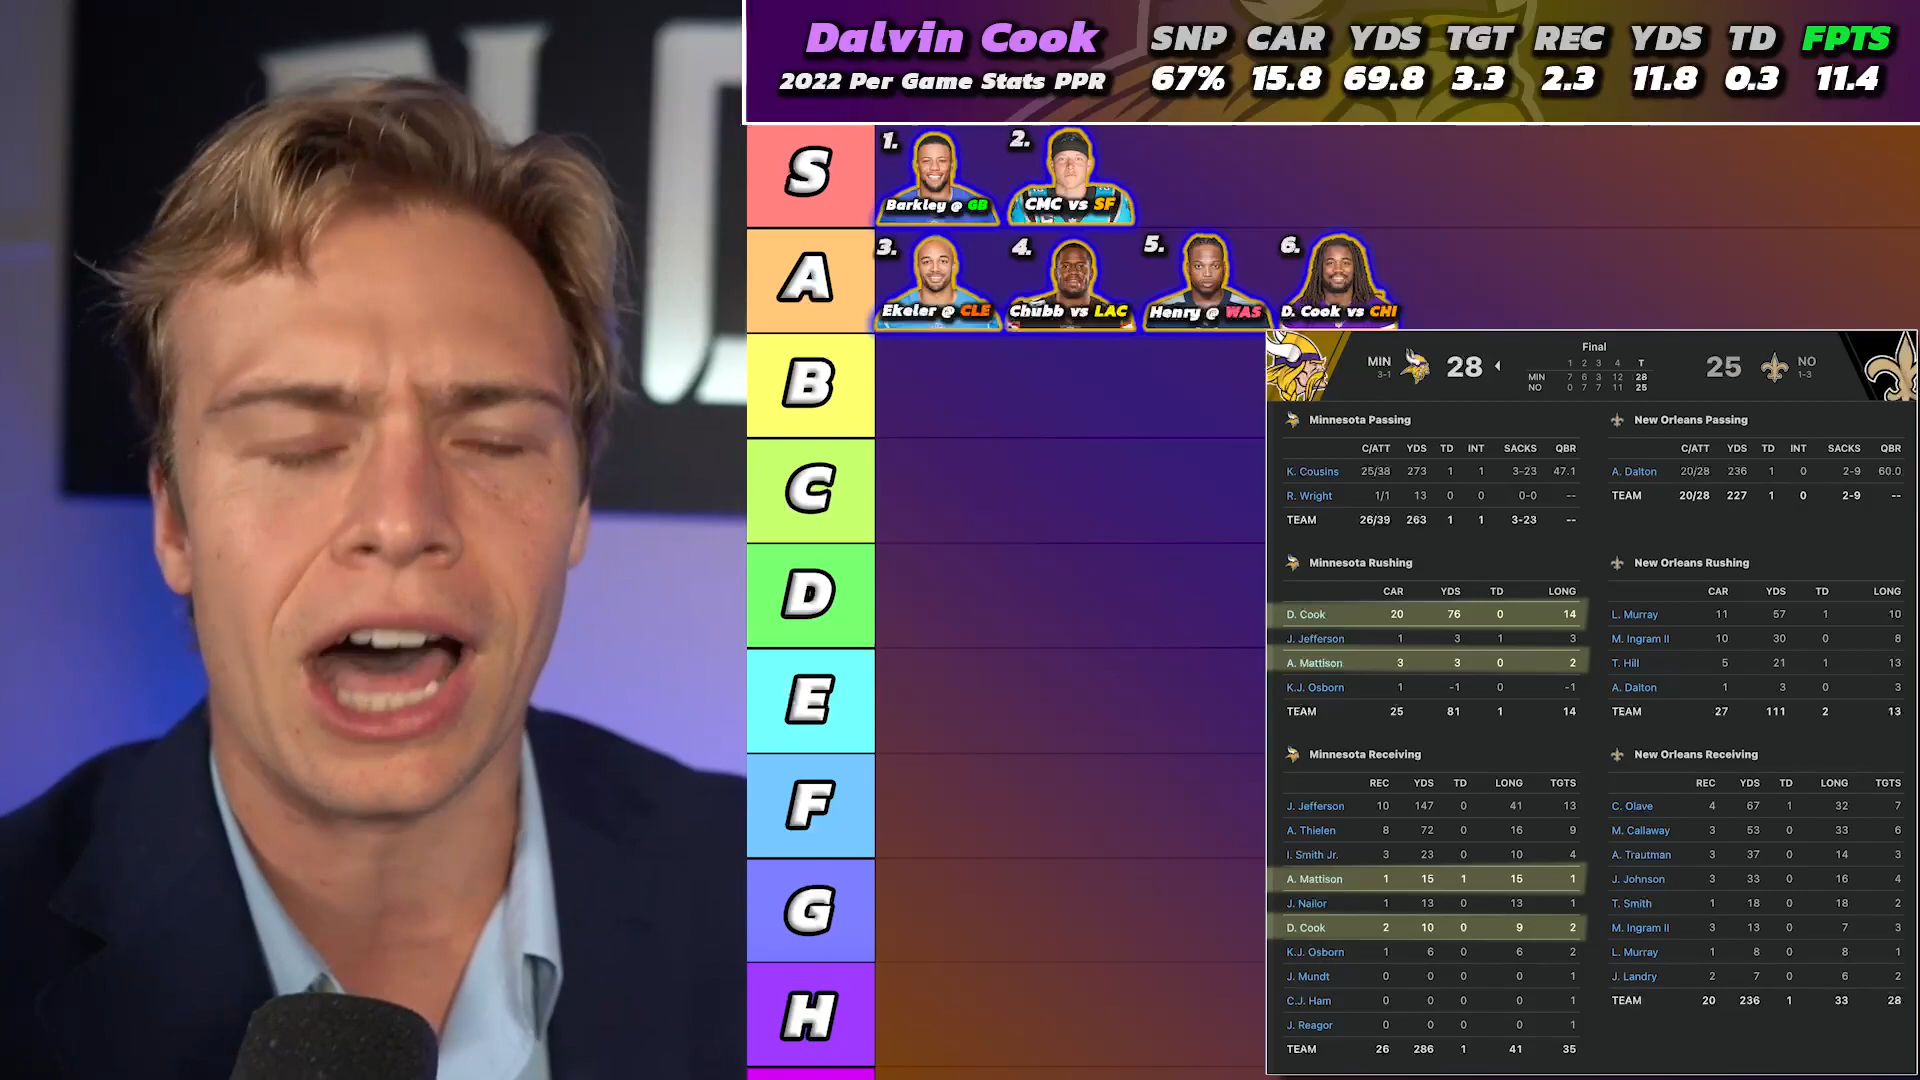 Dalvin Cook
2022 Per Game Stats PPR
SNP CAR YDS TGT REC YDS TD FPTS
67% 15.8 69.8 3.3 2.3 11.8 0.3 11.4
S
1. 2.
Barkley @ GB
CMC vs SF
A
3. 4. 5. 6.
Ekeler @ CLE
Chubb vs LAC
Henry @ WAS
D. Cook vs CHI
B
C
D
E
F
G
H
MIN 28 Final 25 NO
3-1 1-3
1 2 3 4 T
MIN 7 6 3 12 28
NO 0 7 7 11 25
Minnesota Passing
C/ATT YDS TD INT SACKS QBR
K. Cousins 25/38 273 1 1 3-23 47.1
R. Wright 1/1 13 0 0 0-0 --
TEAM 26/39 263 1 1 3-23 --
New Orleans Passing
C/ATT YDS TD INT SACKS QBR
A. Dalton 20/28 236 1 0 2-9 60.0
TEAM 20/28 227 1 0 2-9 --
Minnesota Rushing
CAR YDS TD LONG
D. Cook 20 76 0 14
J. Jefferson 1 3 1 3
A. Mattison 3 3 0 2
K.J. Osborn 1 -1 0 -1
TEAM 25 81 1 14
New Orleans Rushing
CAR YDS TD LONG
L. Murray 11 57 1 10
M. Ingram II 10 30 0 8
T. Hill 5 21 1 13
A. Dalton 1 3 0 3
TEAM 27 111 2 13
Minnesota Receiving
REC YDS TD LONG TGTS
J. Jefferson 10 147 0 41 13
A. Thielen 8 72 0 16 9
I. Smith Jr. 3 23 0 10 4
A. Mattison 1 15 1 15 1
J. Nailor 1 13 0 13 1
D. Cook 2 10 0 9 2
K.J. Osborn 1 6 0 6 2
J. Mundt 0 0 0 0 1
C.J. Ham 0 0 0 0 1
J. Reagor 0 0 0 0 1
TEAM 26 286 1 41 35
New Orleans Receiving
REC YDS TD LONG TGTS
C. Olave 4 67 1 32 7
M. Callaway 3 53 0 33 6
A. Trautman 3 37 0 14 3
J. Johnson 3 33 0 16 4
T. Smith 1 18 0 18 2
M. Ingram II 3 13 0 7 3
L. Murray 1 8 0 8 1
J. Landry 2 7 0 6 2
TEAM 20 236 1 33 28